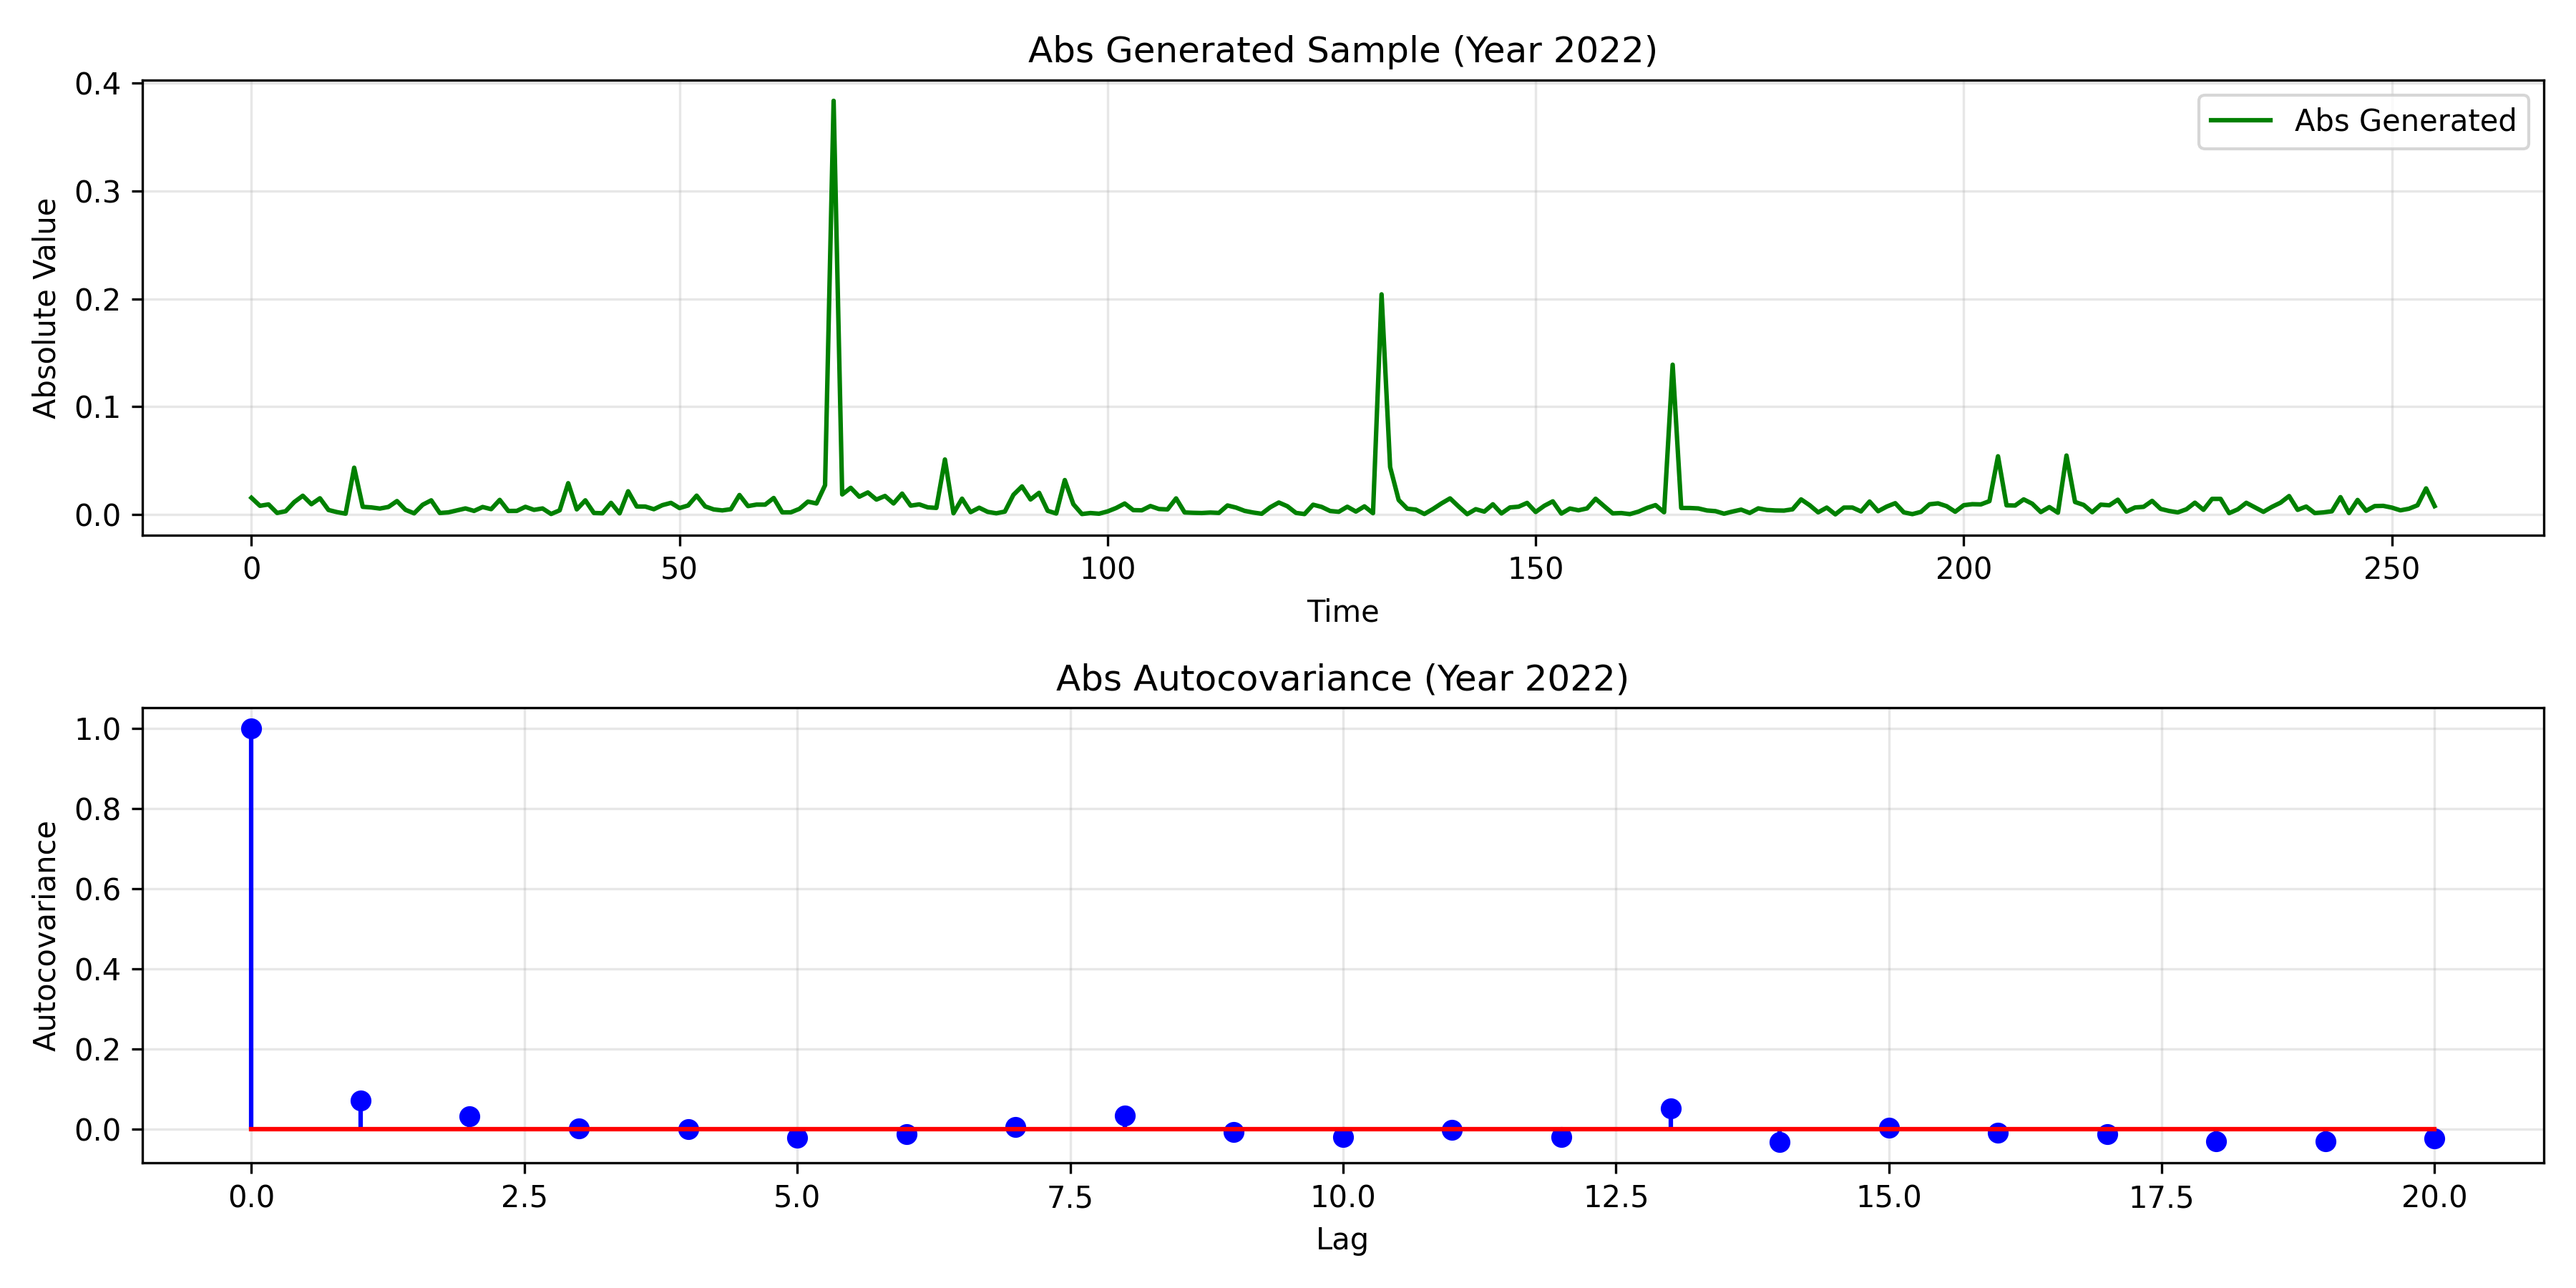 Abs Generated Sample (Year 2022)
0.4
0.3
0.2
0.1
0.0
Absolute Value
Abs Generated
0 50 100 150 200 250
Time
Abs Autocovariance (Year 2022)
1.0
0.8
0.6
0.4
0.2
0.0
Autocovariance
0.0 2.5 5.0 7.5 10.0 12.5 15.0 17.5 20.0
Lag